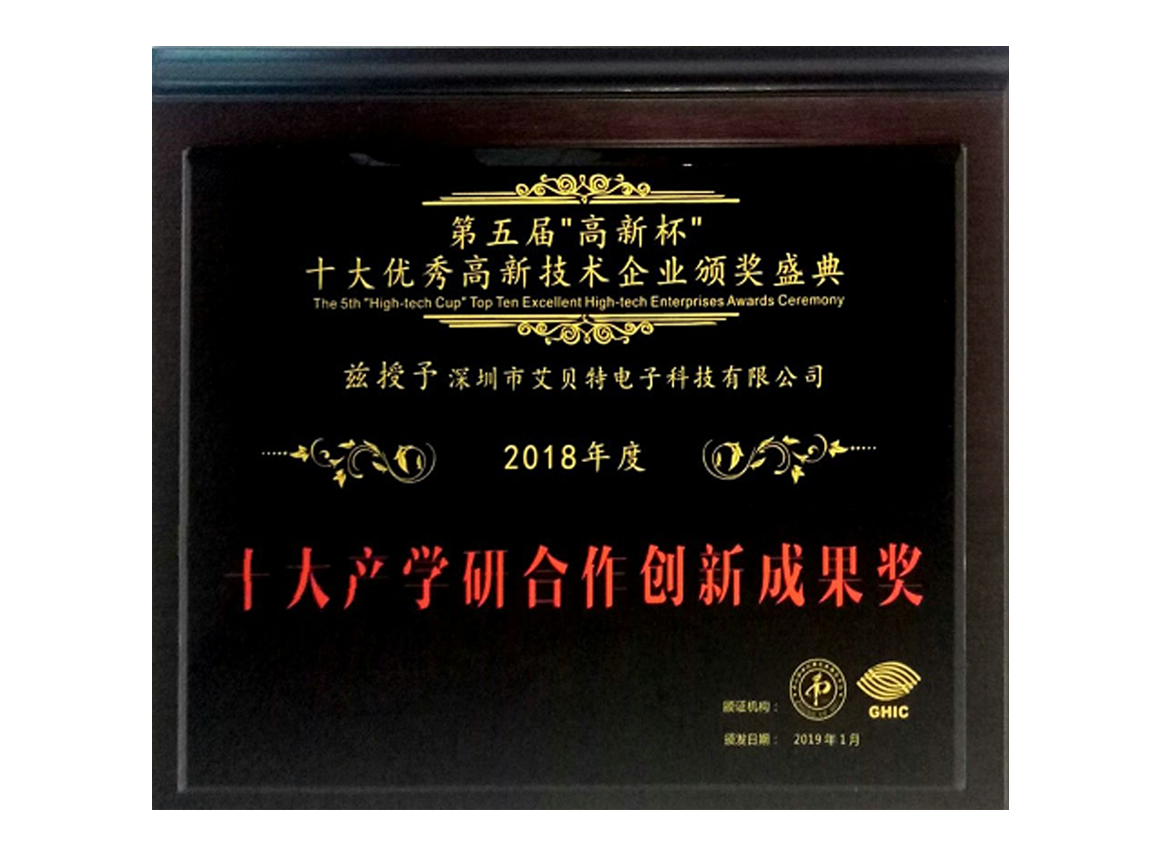 第五届"高新杯"
十大优秀高新技术企业颁奖盛典
The 5th "High-tech Cup" Top Ten Excellent High-tech Enterprises Awards Ceremony
兹授予 深圳市艾贝特电子科技有限公司
2018年度
十大产学研合作创新成果奖
颁证机构：
GHIC
颁发日期： 2019年1月